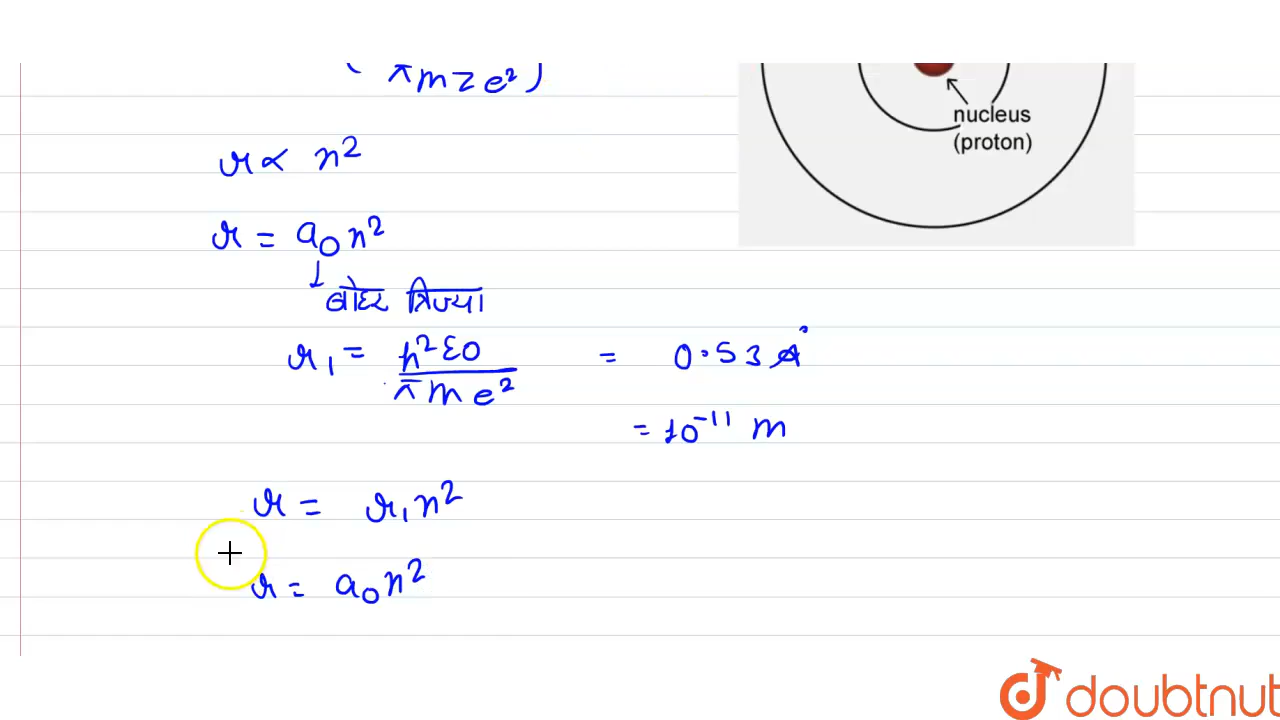 πmze²)
r ∝ n²
r = a₀n²
↓
बोहर त्रिज्या
r₁ = h²ε0 / πme² = 0.53 A°
= 10⁻¹¹ m
r = r₁n²
r = a₀n²
nucleus
(proton)
doubtnut